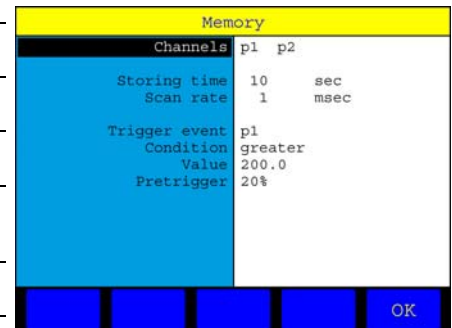 Memory
Channels p1 p2
Storing time 10 sec
Scan rate 1 msec
Trigger event p1
Condition greater
Value 200.0
Pretrigger 20%
OK